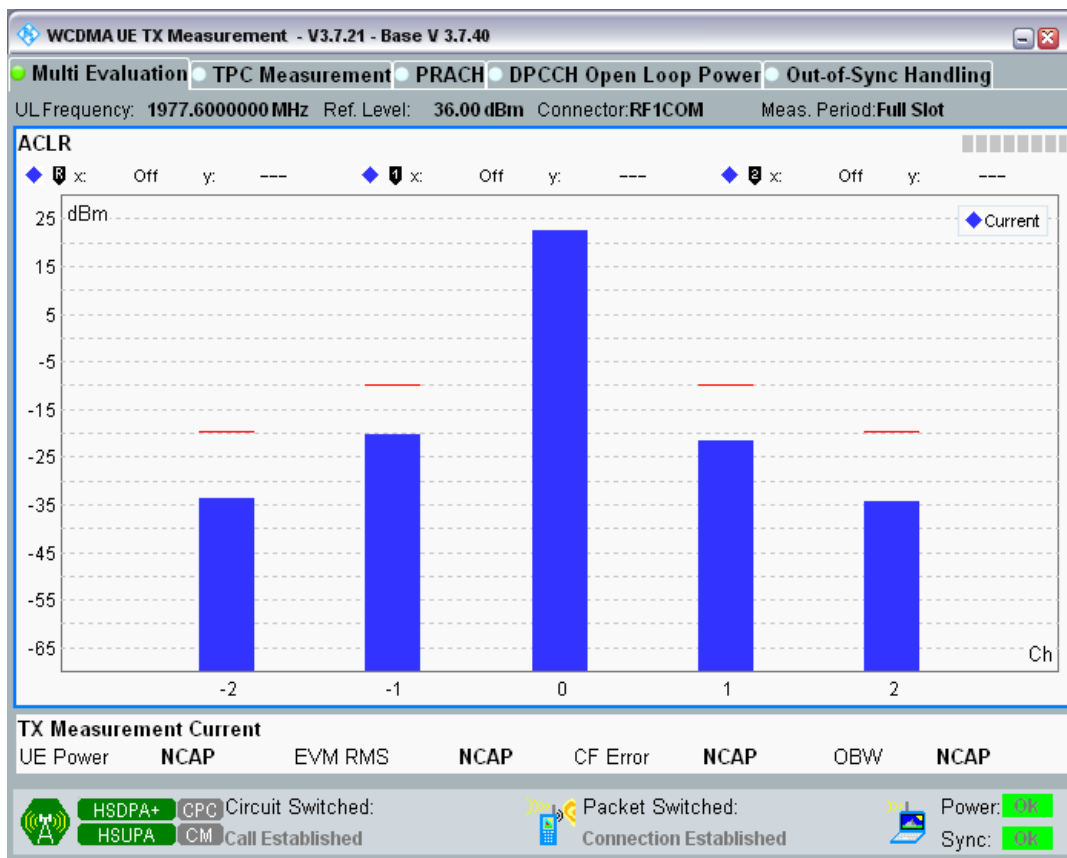 WCDMA UE TX Measurement - V3.7.21 - Base V 3.7.40
Multi Evaluation TPC Measurement PRACH DPCCH Open Loop Power Out-of-Sync Handling
UL Frequency: 1977.6000000 MHz Ref. Level: 36.00 dBm Connector:RF1COM Meas. Period:Full Slot
ACLR
R x: Off y: --- 1 x: Off y: --- 2 x: Off y: ---
dBm
Current
25
15
5
-5
-15
-25
-35
-45
-55
-65
Ch
-2 -1 0 1 2
TX Measurement Current
UE Power NCAP EVM RMS NCAP CF Error NCAP OBW NCAP
HSDPA+ CPC Circuit Switched: Packet Switched: Power: Ok
HSUPA CM Call Established Connection Established Sync: Ok